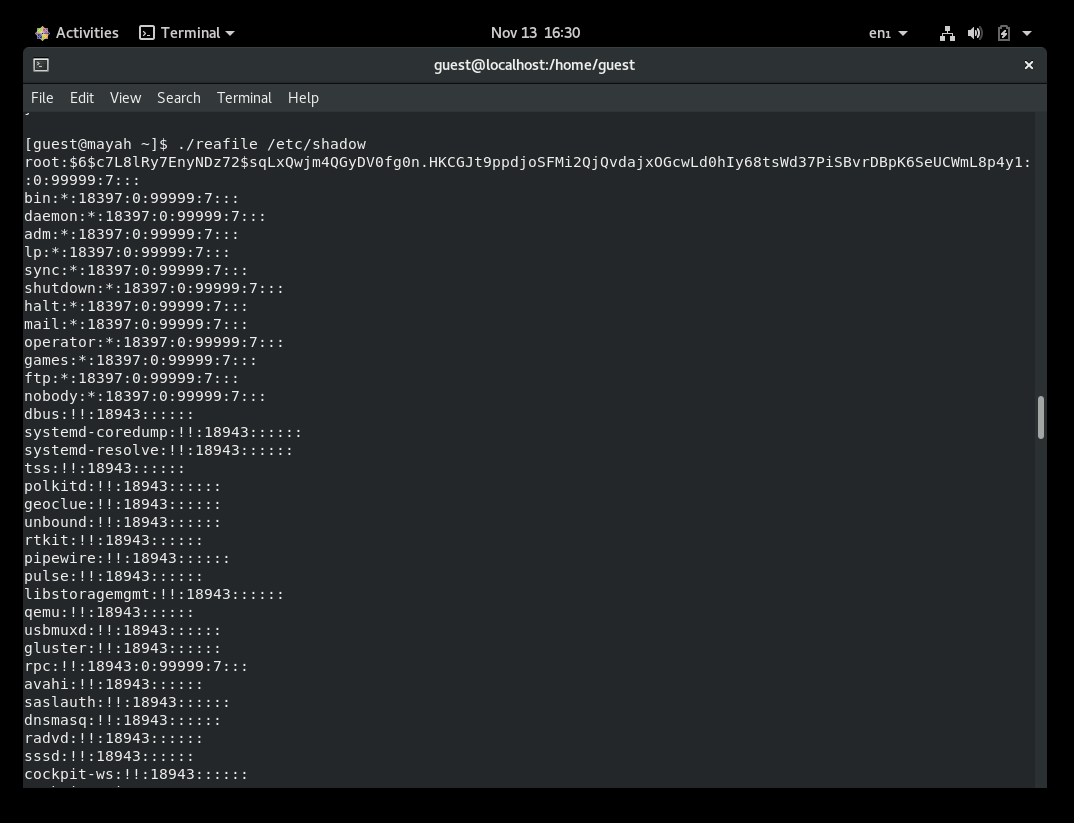 Activities Terminal Nov 13 16:30 en₁
guest@localhost:/home/guest
File Edit View Search Terminal Help
[guest@mayah ~]$ ./reafile /etc/shadow
root:$6$c7L8lRy7EnyNDz72$sqLxQwjm4QGyDV0fg0n.HKCGJt9ppdjoSFMi2QjQvdajxOGcwLd0hIy68tsWd37PiSBvrDBpK6SeUCWmL8p4y1:
:0:99999:7:::
bin:*:18397:0:99999:7:::
daemon:*:18397:0:99999:7:::
adm:*:18397:0:99999:7:::
lp:*:18397:0:99999:7:::
sync:*:18397:0:99999:7:::
shutdown:*:18397:0:99999:7:::
halt:*:18397:0:99999:7:::
mail:*:18397:0:99999:7:::
operator:*:18397:0:99999:7:::
games:*:18397:0:99999:7:::
ftp:*:18397:0:99999:7:::
nobody:*:18397:0:99999:7:::
dbus:!!:18943::::::
systemd-coredump:!!:18943::::::
systemd-resolve:!!:18943::::::
tss:!!:18943::::::
polkitd:!!:18943::::::
geoclue:!!:18943::::::
unbound:!!:18943::::::
rtkit:!!:18943::::::
pipewire:!!:18943::::::
pulse:!!:18943::::::
libstoragemgmt:!!:18943::::::
qemu:!!:18943::::::
usbmuxd:!!:18943::::::
gluster:!!:18943::::::
rpc:!!:18943:0:99999:7:::
avahi:!!:18943::::::
saslauth:!!:18943::::::
dnsmasq:!!:18943::::::
radvd:!!:18943::::::
sssd:!!:18943::::::
cockpit-ws:!!:18943::::::